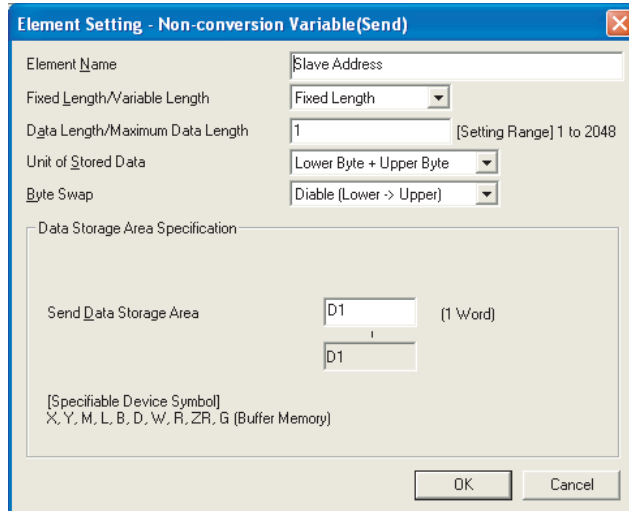 Element Setting - Non-conversion Variable(Send)
Element Name Slave Address
Fixed Length/Variable Length Fixed Length
Data Length/Maximum Data Length 1 [Setting Range] 1 to 2048
Unit of Stored Data Lower Byte + Upper Byte
Byte Swap Diable (Lower -> Upper)
Data Storage Area Specification
Send Data Storage Area D1 (1 Word)
D1
[Specifiable Device Symbol]
X, Y, M, L, B, D, W, R, ZR, G (Buffer Memory)
OK Cancel